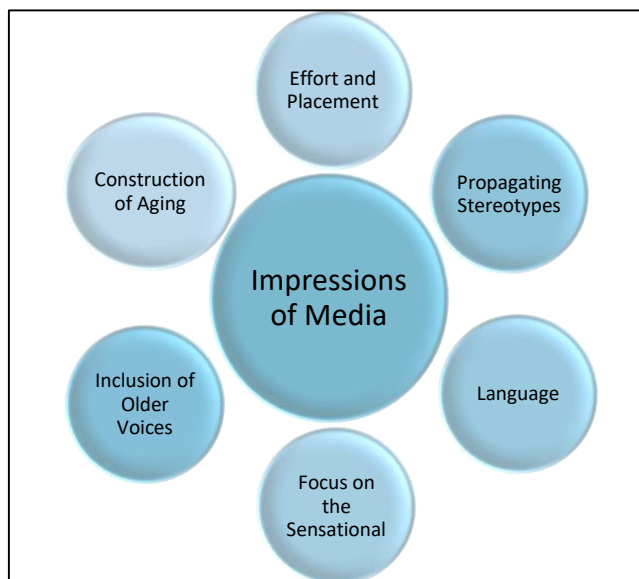 Effort and
Placement
Propagating
Stereotypes
Language
Focus on
the
Sensational
Inclusion of
Older
Voices
Construction
of Aging
Impressions
of Media